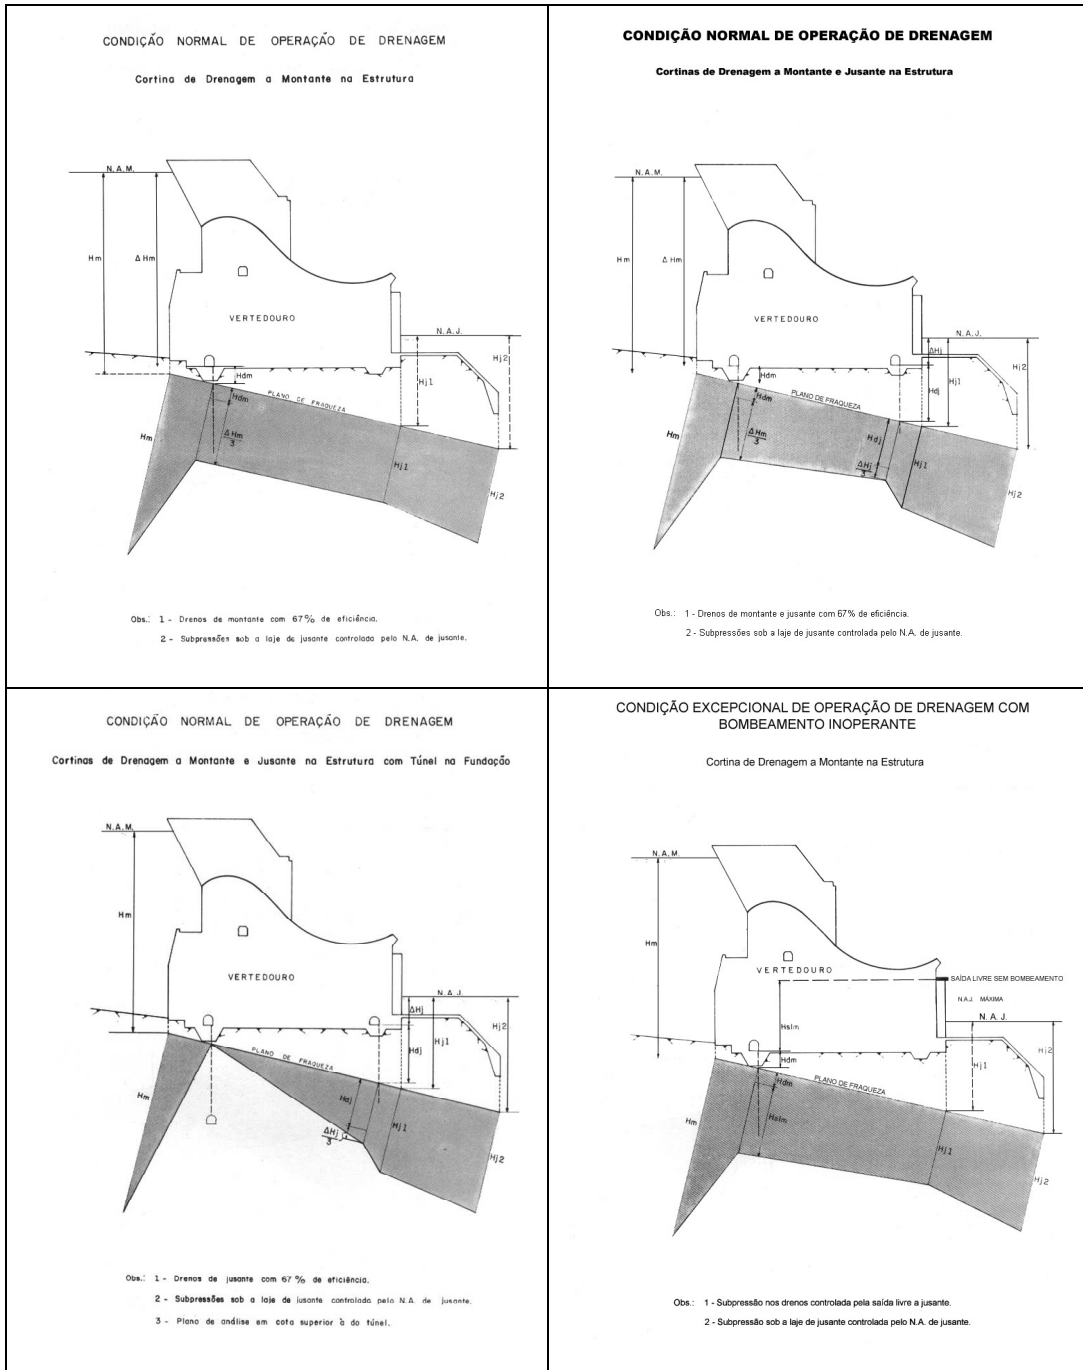 CONDIÇÃO NORMAL DE OPERAÇÃO DE DRENAGEM
Cortina de Drenagem a Montante na Estrutura
N.A.M.
Hm
Δ Hm
VERTEDOURO
N.A.J.
Hj2
Hj1
Hdm
Hdm
PLANO DE FRAQUEZA
ΔHm
3
Hm
Hj1
Hj2
Obs.: 1 - Drenos de montante com 67% de eficiência.
2 - Subpressões sob a laje de jusante controlada pelo N.A. de jusante.
CONDIÇÃO NORMAL DE OPERAÇÃO DE DRENAGEM
Cortinas de Drenagem a Montante e Jusante na Estrutura
N.A.M.
Hm
Δ Hm
VERTEDOURO
N.A.J.
ΔHj
Hj2
Hdm
Hdj
Hj1
Hdm
PLANO DE FRAQUEZA
ΔHm
3
Hm
Hdj
ΔHj
3
Hj1
Hj2
Obs.: 1 - Drenos de montante e jusante com 67% de eficiência.
2 - Subpressões sob a laje de jusante controlada pelo N.A. de jusante.
CONDIÇÃO NORMAL DE OPERAÇÃO DE DRENAGEM
Cortinas de Drenagem a Montante e Jusante na Estrutura com Túnel na Fundação
N.A.M.
Hm
VERTEDOURO
N.A.J.
ΔHj
Hj2
Hj1
Hdj
PLANO DE FRAQUEZA
Hm
Hdj
Hj1
ΔHj
3
Hj2
Obs.: 1 - Drenos de jusante com 67 % de eficiência.
2 - Subpressões sob a laje de jusante controlada pelo N.A. de jusante.
3 - Plano de análise em cota superior à do túnel.
CONDIÇÃO EXCEPCIONAL DE OPERAÇÃO DE DRENAGEM COM
BOMBEAMENTO INOPERANTE
Cortina de Drenagem a Montante na Estrutura
N.A.M.
Hm
VERTEDOURO
SAÍDA LIVRE SEM BOMBEAMENTO
N.A.J. MÁXIMA
N.A.J.
Hslm
Hj2
Hdm
Hj1
Hdm
PLANO DE FRAQUEZA
Hslm
Hm
Hj1
Hj2
Obs.: 1 - Subpressão nos drenos controlada pela saída livre a jusante.
2 - Subpressão sob a laje de jusante controlada pelo N.A. de jusante.